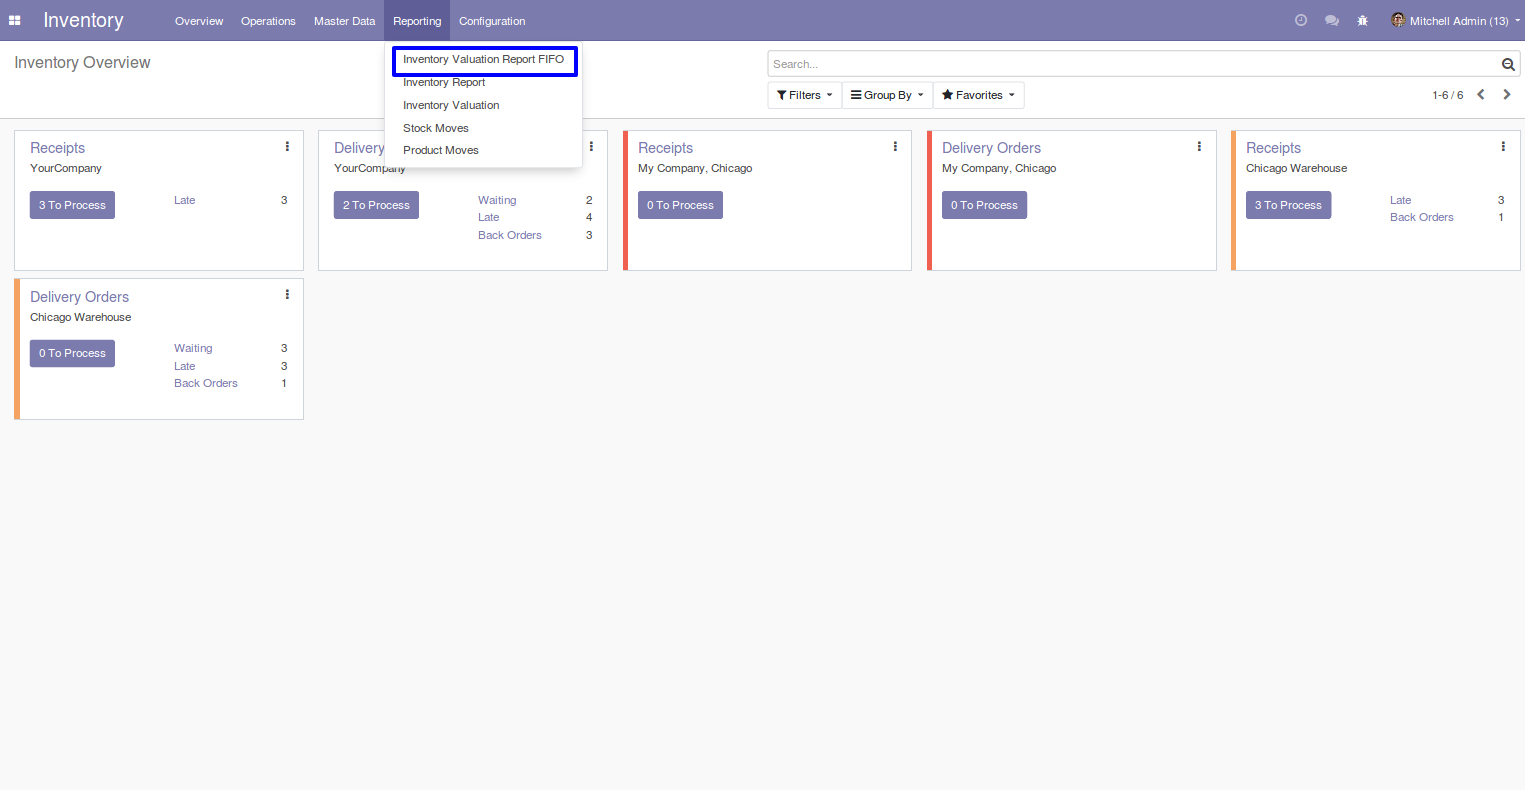 Inventory Overview Operations Master Data Reporting Configuration Mitchell Admin (13)
Inventory Overview
Search...
Filters Group By Favorites 1-6 / 6
Inventory Valuation Report FIFO
Inventory Report
Inventory Valuation
Stock Moves
Product Moves
Receipts
YourCompany
3 To Process
Late 3
Delivery
YourCompany
2 To Process
Waiting 2
Late 4
Back Orders 3
Receipts
My Company, Chicago
0 To Process
Delivery Orders
My Company, Chicago
0 To Process
Receipts
Chicago Warehouse
3 To Process
Late 3
Back Orders 1
Delivery Orders
Chicago Warehouse
0 To Process
Waiting 3
Late 3
Back Orders 1